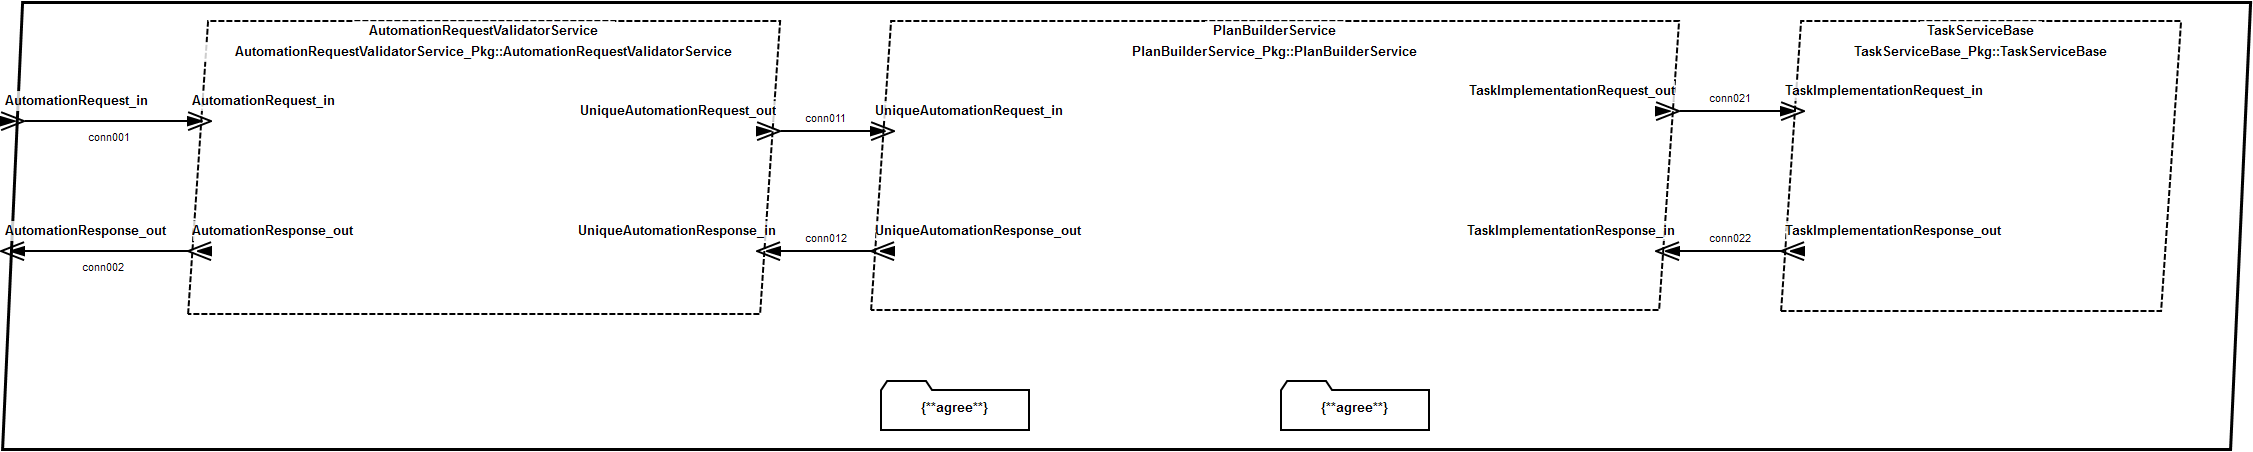 AutomationRequestValidatorService
AutomationRequestValidatorService_Pkg::AutomationRequestValidatorService
PlanBuilderService
PlanBuilderService_Pkg::PlanBuilderService
TaskServiceBase
TaskServiceBase_Pkg::TaskServiceBase
AutomationRequest_in
AutomationRequest_in
conn001
UniqueAutomationRequest_out
conn011
UniqueAutomationRequest_in
TaskImplementationRequest_out
conn021
TaskImplementationRequest_in
AutomationResponse_out
AutomationResponse_out
conn002
UniqueAutomationResponse_in
conn012
UniqueAutomationResponse_out
TaskImplementationResponse_in
conn022
TaskImplementationResponse_out
{**agree**}
{**agree**}